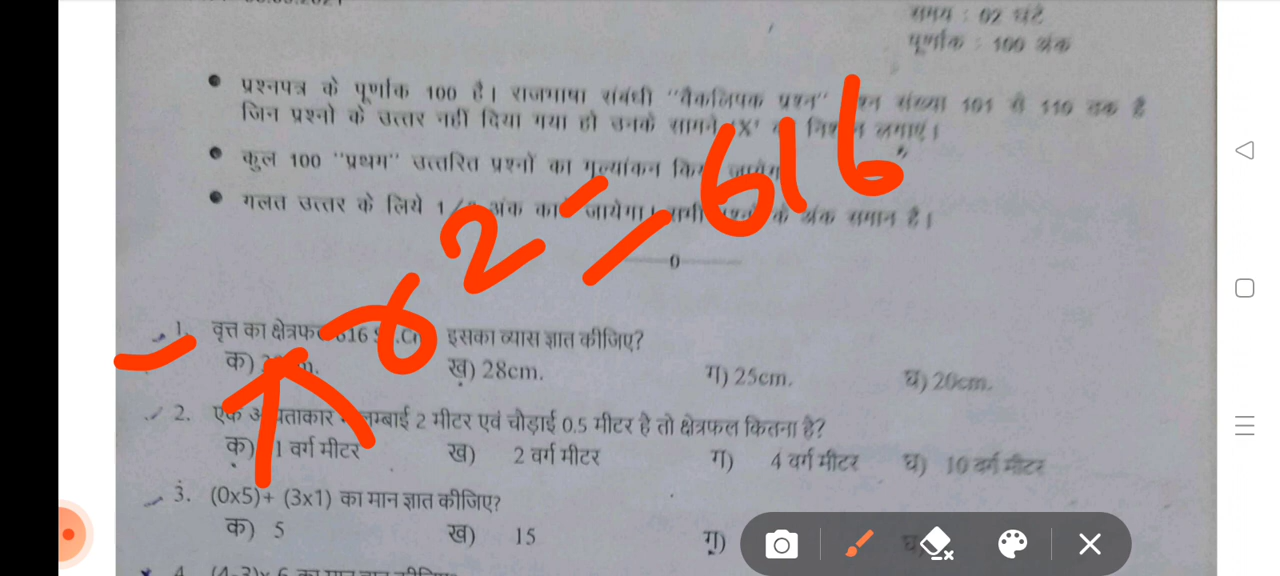 समय : 02 घंटे
पूर्णांक : 100 अंक
प्रश्नपत्र के पूर्णांक 100 है। राजभाषा संबंधी "वैकल्पिक प्रश्न" संख्या 101 से 110 तक है
जिन प्रश्नो के उत्तर नहीं दिया गया हो उनके सामने 'X' लगाएं।
कुल 100 "प्रथम" उत्तरित प्रश्नों का मूल्यांकन
गलत उत्तर के लिये अंक जायेगा। के अंक समान है।
0
π r 2 = 616
1. वृत्त का 616 इसका व्यास ज्ञात कीजिए?
क) ख) 28cm. ग) 25cm. घ) 20cm.
2. एक लम्बाई 2 मीटर एवं चौड़ाई 0.5 मीटर है तो क्षेत्रफल कितना है?
क) 1 वर्ग मीटर ख) 2 वर्ग मीटर ग) 4 वर्ग मीटर घ) 10 वर्ग मीटर
3. (0x5)+ (3x1) का मान ज्ञात कीजिए?
क) 5 ख) 15 ग)